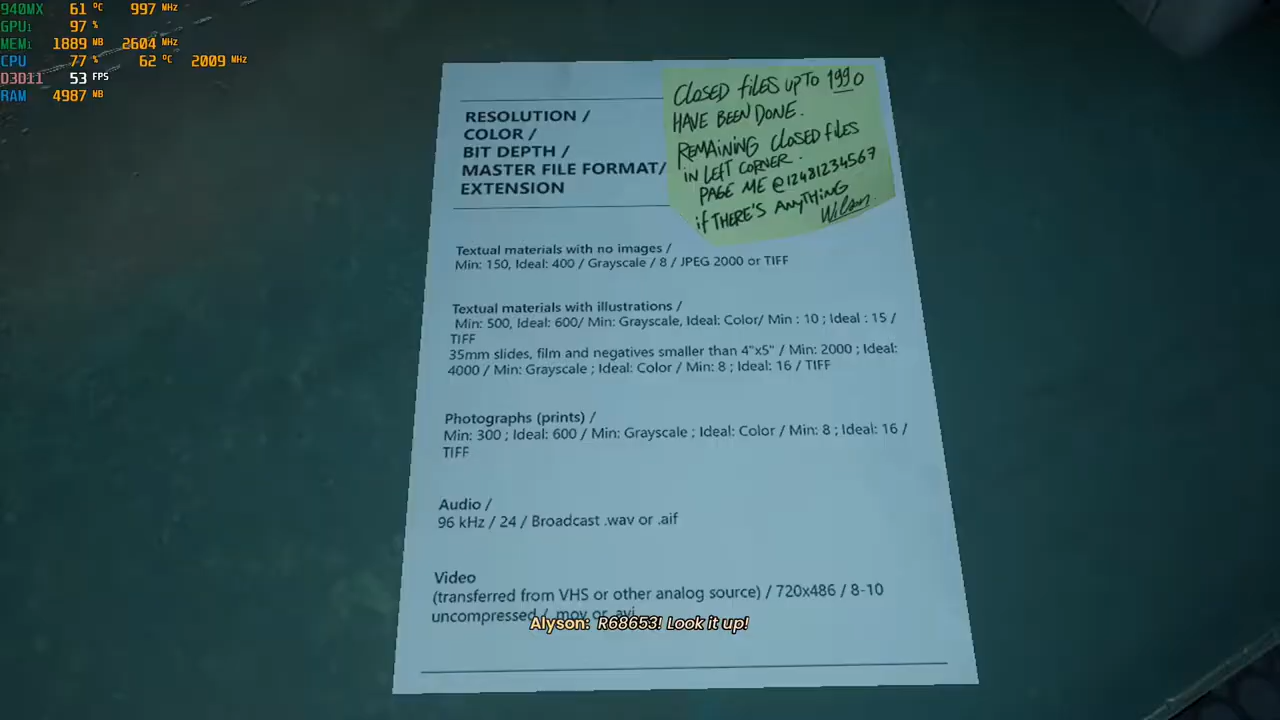 940MX 61 °C 997 MHz
GPU1 97 %
MEM1 1889 MB 2604 MHz
CPU 77 % 62 °C 2009 MHz
D3D11 53 FPS
RAM 4987 MB
RESOLUTION /
COLOR /
BIT DEPTH /
MASTER FILE FORMAT/
EXTENSION
CLOSED fILES UP TO 1990
HAVE BEEN DONE.
REMAINING CLOSED fILES
IN LEFT CORNER.
PAGE ME @12481234567
if THERE'S ANYTHING
Wilson
Textual materials with no images /
Min: 150, Ideal: 400 / Grayscale / 8 / JPEG 2000 or TIFF
Textual materials with illustrations /
Min: 500, Ideal: 600/ Min: Grayscale, Ideal: Color/ Min : 10 ; Ideal : 15 /
TIFF
35mm slides, film and negatives smaller than 4"x5" / Min: 2000 ; Ideal:
4000 / Min: Grayscale ; Ideal: Color / Min: 8 ; Ideal: 16 / TIFF
Photographs (prints) /
Min: 300 ; Ideal: 600 / Min: Grayscale ; Ideal: Color / Min: 8 ; Ideal: 16 /
TIFF
Audio /
96 kHz / 24 / Broadcast .wav or .aif
Video
(transferred from VHS or other analog source) / 720x486 / 8-10
uncompressed / .mov or .avi
Alyson: R68653! Look it up!